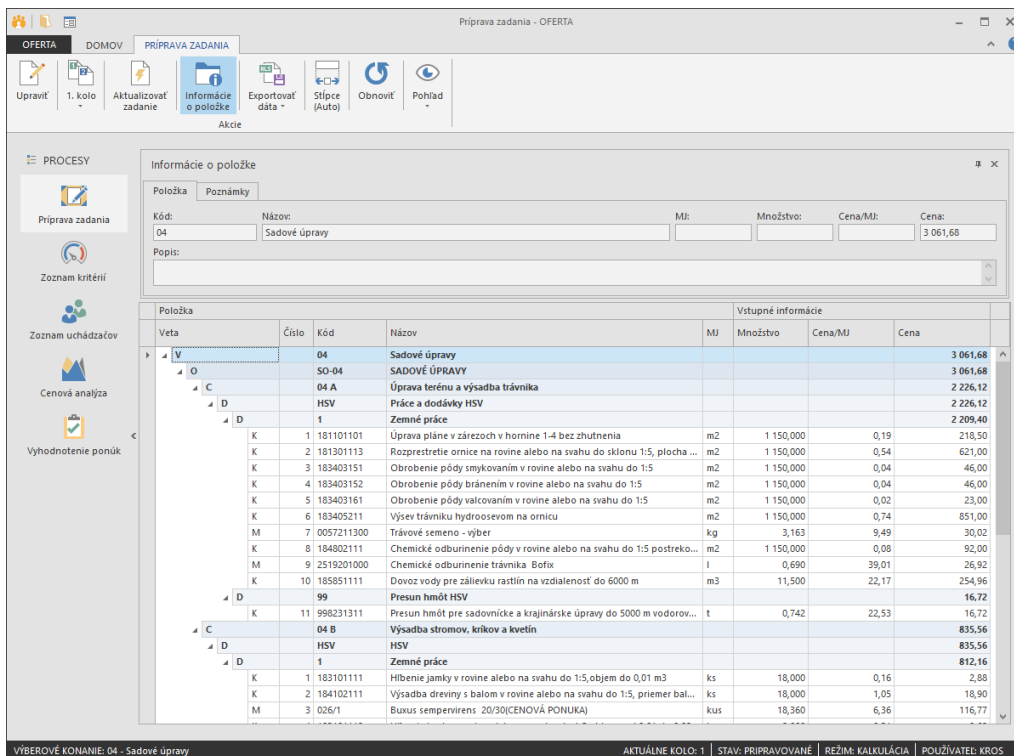 Príprava zadania - OFERTA
OFERTA DOMOV PRÍPRAVA ZADANIA
Upraviť
1. kolo
Aktualizovať zadanie
Informácie o položke
Exportovať dáta
Stĺpce (Auto)
Obnoviť
Pohľad
Akcie
PROCESY
Príprava zadania
Zoznam kritérií
Zoznam uchádzačov
Cenová analýza
Vyhodnotenie ponúk
Informácie o položke
Položka Poznámky
Kód: Názov: MJ: Množstvo: Cena/MJ: Cena:
04 Sadové úpravy 3 061,68
Popis:
Položka Vstupné informácie
Veta Číslo Kód Názov MJ Množstvo Cena/MJ Cena
V 04 Sadové úpravy 3 061,68
O SO-04 SADOVÉ ÚPRAVY 3 061,68
C 04 A Úprava terénu a výsadba trávnika 2 226,12
D HSV Práce a dodávky HSV 2 226,12
D 1 Zemné práce 2 209,40
K 1 181101101 Úprava pláne v zárezoch v hornine 1-4 bez zhutnenia m2 1 150,000 0,19 218,50
K 2 181301113 Rozprestretie ornice na rovine alebo na svahu do sklonu 1:5, plocha ... m2 1 150,000 0,54 621,00
K 3 183403151 Obrobenie pôdy smykovaním v rovine alebo na svahu do 1:5 m2 1 150,000 0,04 46,00
K 4 183403152 Obrobenie pôdy bránením v rovine alebo na svahu do 1:5 m2 1 150,000 0,04 46,00
K 5 183403161 Obrobenie pôdy valcovaním v rovine alebo na svahu do 1:5 m2 1 150,000 0,02 23,00
K 6 183405211 Výsev trávniku hydroosevom na ornicu m2 1 150,000 0,74 851,00
M 7 0057211300 Trávové semeno - výber kg 3,163 9,49 30,02
K 8 184802111 Chemické odburinenie pôdy v rovine alebo na svahu do 1:5 postreko... m2 1 150,000 0,08 92,00
M 9 2519201000 Chemické odburinenie trávnika Bofix l 0,690 39,01 26,92
K 10 185851111 Dovoz vody pre zálievku rastlín na vzdialenosť do 6000 m m3 11,500 22,17 254,96
D 99 Presun hmôt HSV 16,72
K 11 998231311 Presun hmôt pre sadovnícke a krajinárske úpravy do 5000 m vodorov... t 0,742 22,53 16,72
C 04 B Výsadba stromov, kríkov a kvetín 835,56
D HSV HSV 835,56
D 1 Zemné práce 812,16
K 1 183101111 Hľbenie jamky v rovine alebo na svahu do 1:5,objem do 0,01 m3 ks 18,000 0,16 2,88
K 2 184102111 Výsadba dreviny s balom v rovine alebo na svahu do 1:5, priemer bal... ks 18,000 1,05 18,90
M 3 026/1 Buxus sempervirens 20/30(CENOVÁ PONUKA) kus 18,360 6,36 116,77
VÝBEROVÉ KONANIE: 04 - Sadové úpravy AKTUÁLNE KOLO: 1 STAV: PRIPRAVOVANÉ REŽIM: KALKULÁCIA POUŽÍVATEĽ: KROS